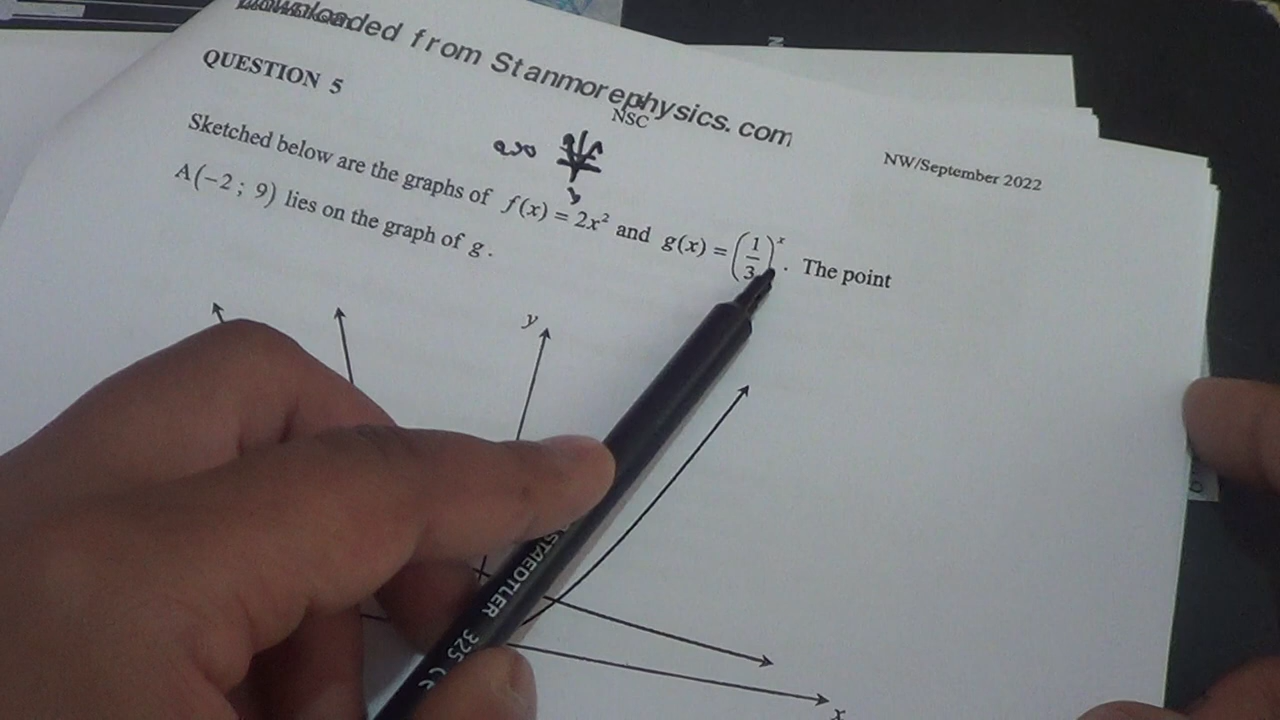 Downloaded from Stanmorephysics.com
NSC
NW/September 2022
QUESTION 5
a>0
Sketched below are the graphs of f(x) = 2x² and g(x) = (1/3)^x. The point
A(−2 ; 9) lies on the graph of g.
y
x
STAEDTLER 325